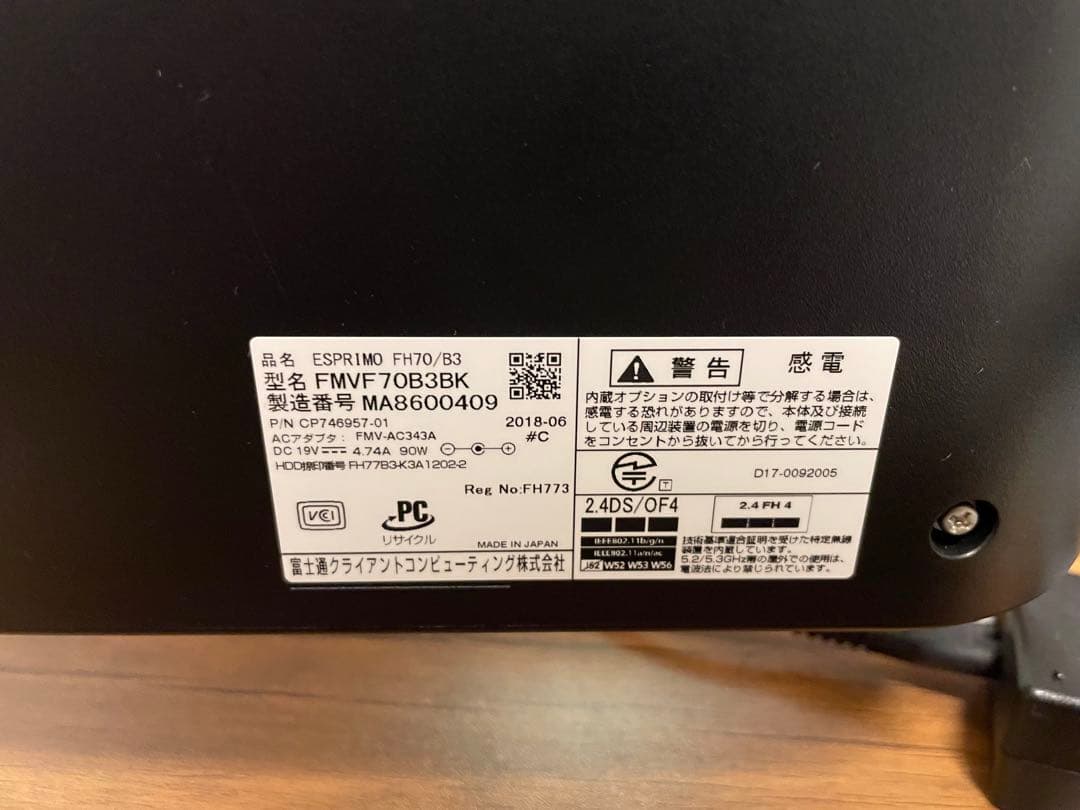 品名 ESPRIMO FH70/B3
型名 FMVF70B3BK
製造番号 MA8600409
P/N CP746957-01
2018-06
ACアダプタ: FMV-AC343A
#C
DC 19V 4.74A 90W
HDD捺印番号 FH77B3-K3A1202-2
Reg No:FH773
VCCI
PC
リサイクル
MADE IN JAPAN
富士通クライアントコンピューティング株式会社
警告 感電
内蔵オプションの取付け等で分解する場合は、
感電する恐れがありますので、本体及び接続
している周辺装置の電源を切り、電源コード
をコンセントから抜いてから行ってください。
T
D17-0092005
2.4DS/OF4
2.4 FH 4
IEEE802.11b/g/n
IEEE802.11a/n/ac
J52 W52 W53 W56
技術基準適合証明を受けた特定無線
装置を内蔵しています。
5.2/5.3GHz帯の屋外での使用は、
電波法により禁じられています。